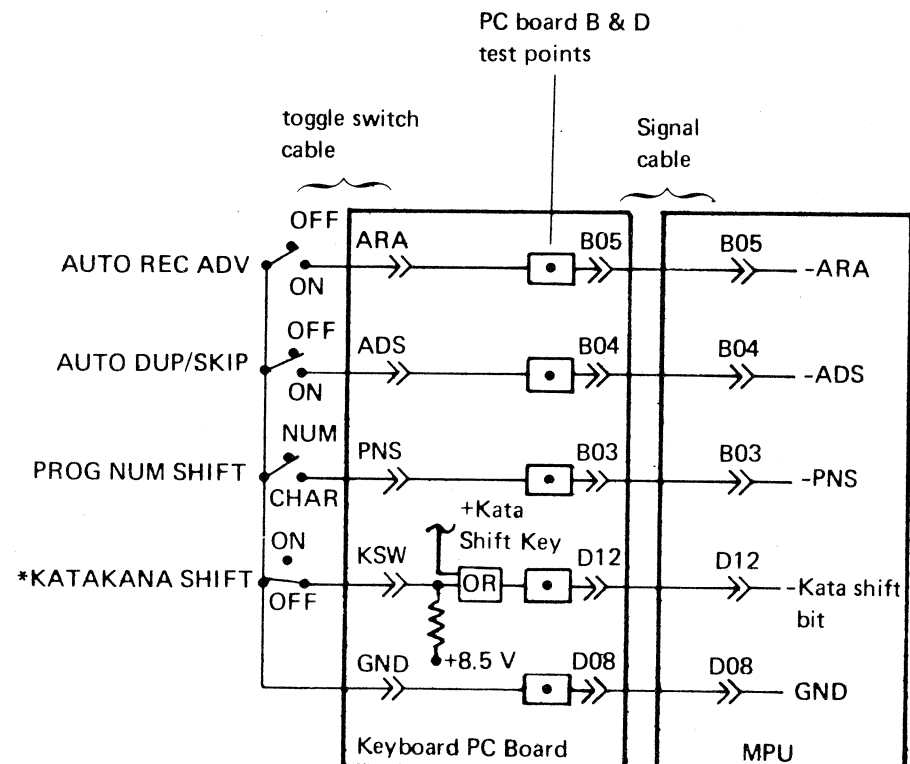 PC board B & D
test points
toggle switch
cable
Signal
cable
OFF
AUTO REC ADV
ON
ARA
B05
B05
-ARA
OFF
AUTO DUP/SKIP
ON
ADS
B04
B04
-ADS
NUM
PROG NUM SHIFT
CHAR
PNS
B03
B03
-PNS
+Kata
Shift Key
ON
*KATAKANA SHIFT
OFF
KSW
OR
D12
D12
-Kata shift
bit
+8.5 V
GND
D08
D08
GND
Keyboard PC Board
MPU